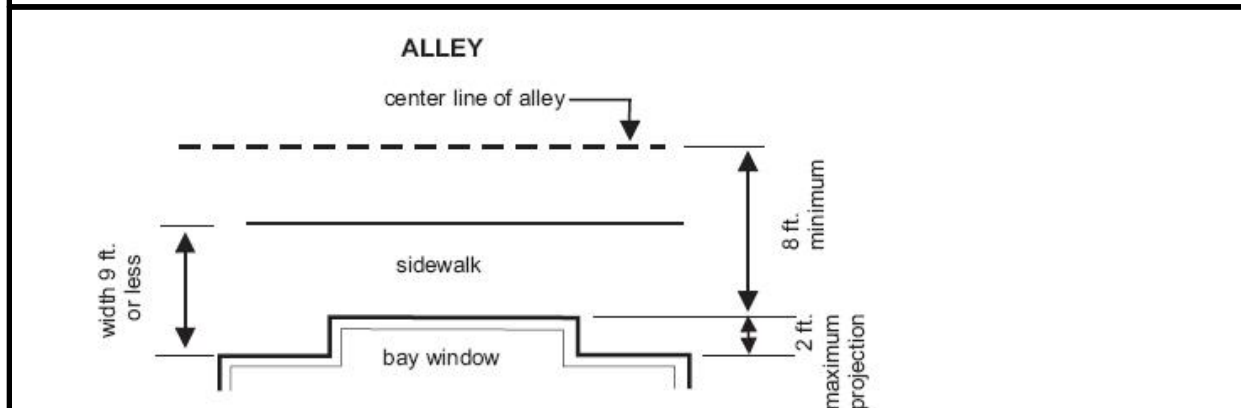 ALLEY
center line of alley
8 ft.
minimum
width 9 ft.
or less
sidewalk
bay window
2 ft.
maximum
projection